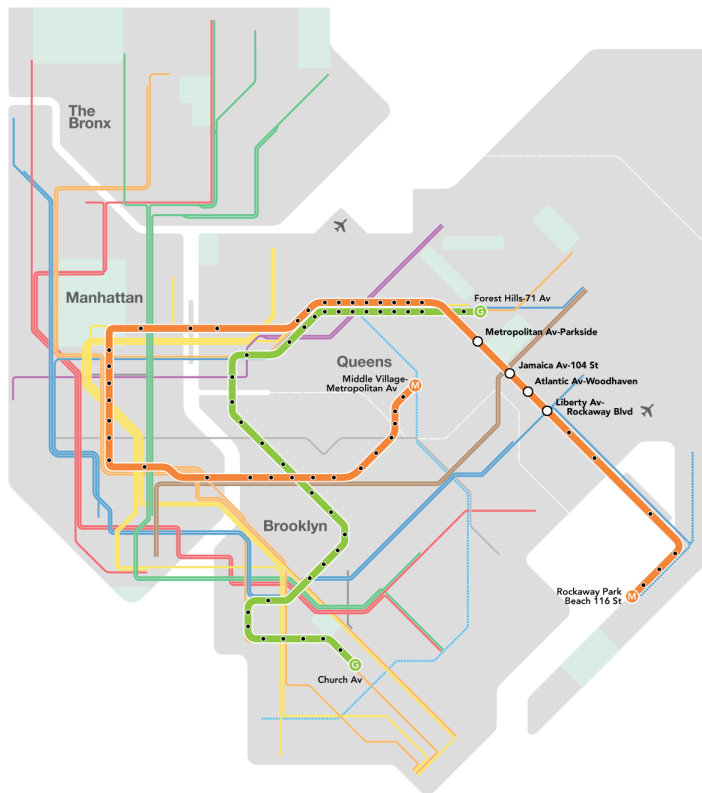 The
Bronx
Manhattan
Forest Hills-71 Av
G
Metropolitan Av-Parkside
Queens
Jamaica Av-104 St
Middle Village-
Metropolitan Av
M
Atlantic Av-Woodhaven
Liberty Av-
Rockaway Blvd
Brooklyn
Rockaway Park
Beach 116 St
M
G
Church Av